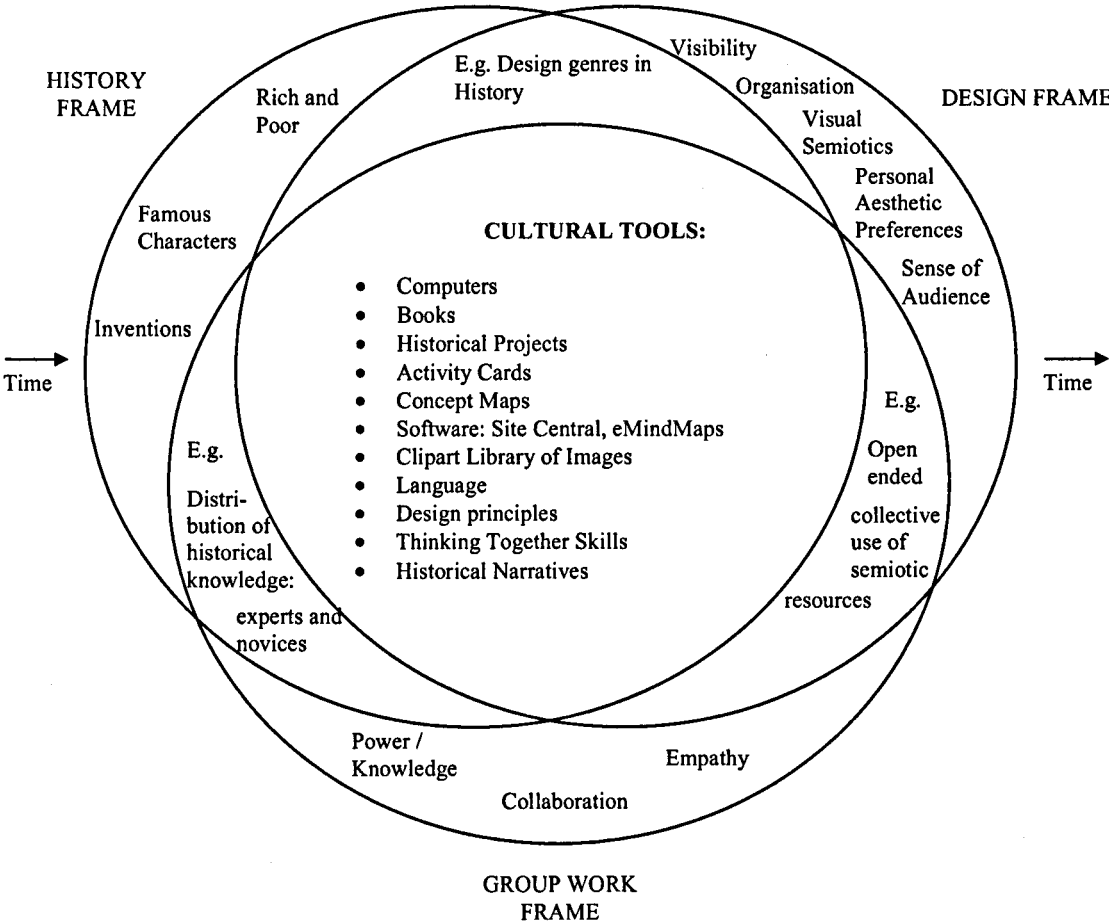 HISTORY
FRAME
Rich and
Poor
Famous
Characters
Inventions
Time
E.g. Design genres in
History
Visibility
Organisation
Visual
Semiotics
Personal
Aesthetic
Preferences
Sense of
Audience
DESIGN FRAME
Time
CULTURAL TOOLS:
• Computers
• Books
• Historical Projects
• Activity Cards
• Concept Maps
• Software: Site Central, eMindMaps
• Clipart Library of Images
• Language
• Design principles
• Thinking Together Skills
• Historical Narratives
E.g.
Distri-
bution of
historical
knowledge:
experts and
novices
E.g.
Open
ended
collective
use of
semiotic
resources
Power /
Knowledge
Collaboration
Empathy
GROUP WORK
FRAME